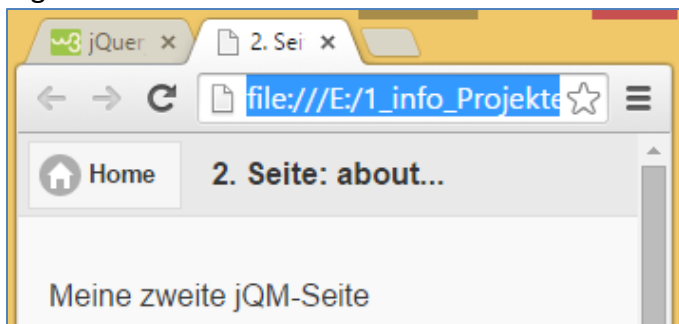 jQuer
2. Sei
file:///E:/1_info_Projekte
Home
2. Seite: about...
Meine zweite jQM-Seite